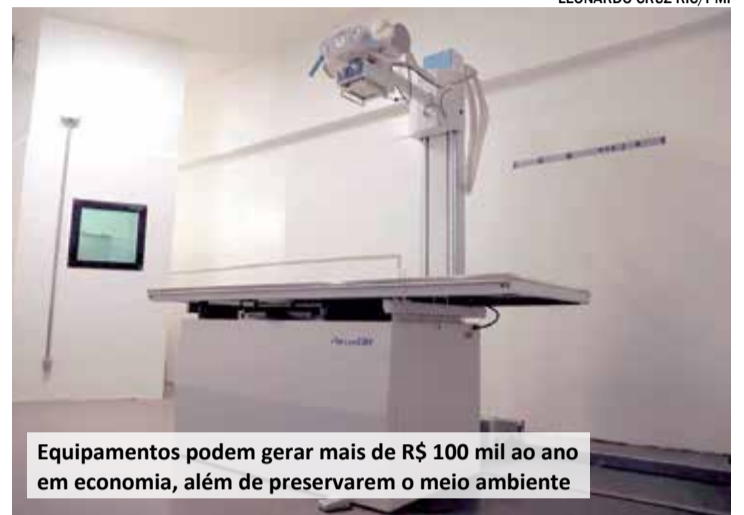 Equipamentos podem gerar mais de R$ 100 mil ao ano
em economia, além de preservarem o meio ambiente